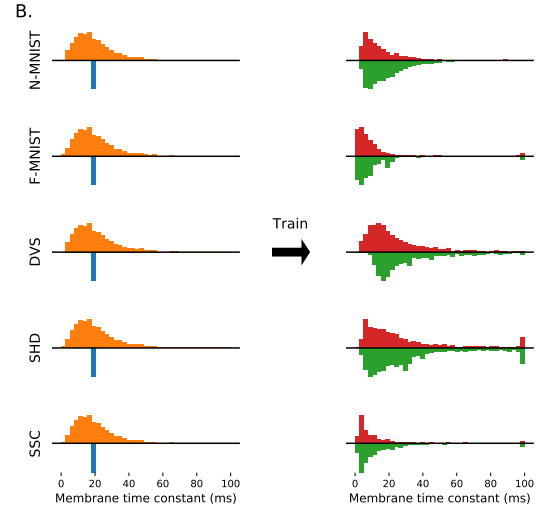 B.
N-MNIST
F-MNIST
DVS
Train
SHD
SSC
0 20 40 60 80 100
Membrane time constant (ms)
0 20 40 60 80 100
Membrane time constant (ms)